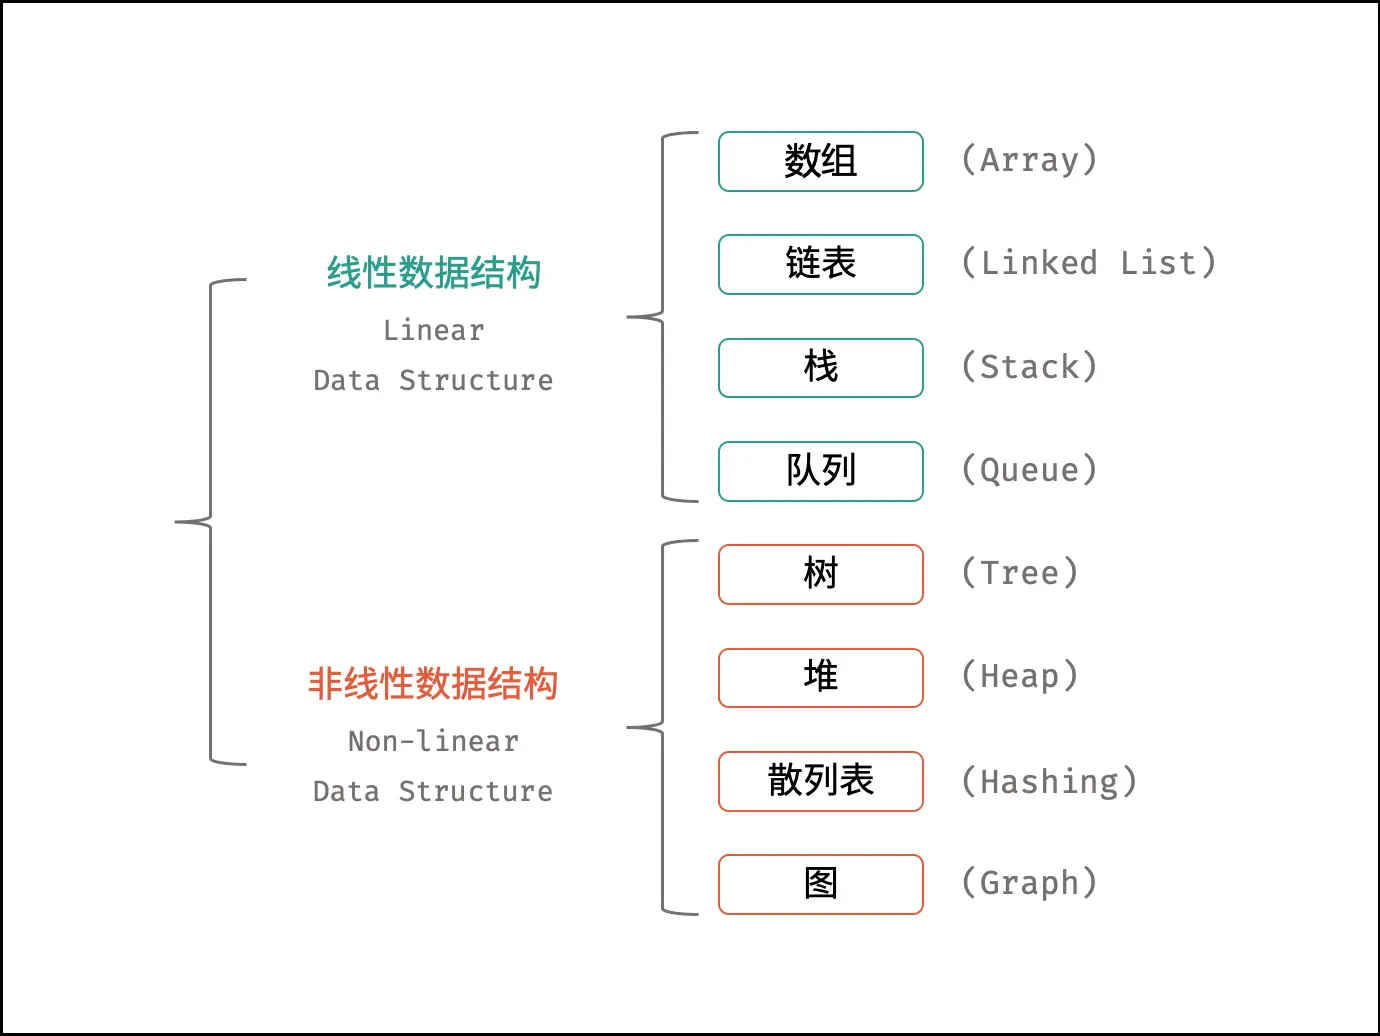 线性数据结构
Linear
Data Structure
数组 (Array)
链表 (Linked List)
栈 (Stack)
队列 (Queue)
非线性数据结构
Non-linear
Data Structure
树 (Tree)
堆 (Heap)
散列表 (Hashing)
图 (Graph)